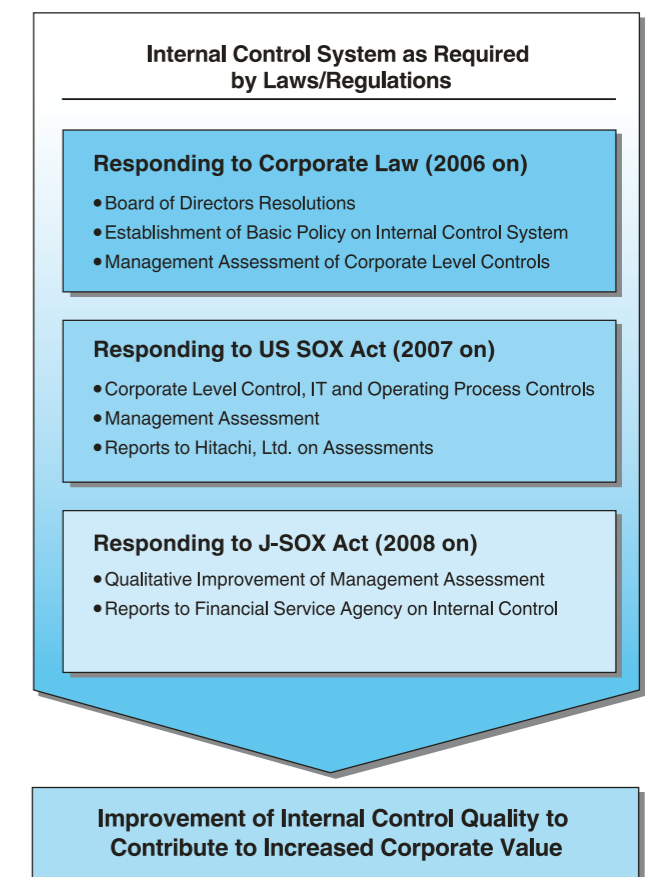 Internal Control System as Required
by Laws/Regulations
Responding to Corporate Law (2006 on)
● Board of Directors Resolutions
● Establishment of Basic Policy on Internal Control System
● Management Assessment of Corporate Level Controls
Responding to US SOX Act (2007 on)
● Corporate Level Control, IT and Operating Process Controls
● Management Assessment
● Reports to Hitachi, Ltd. on Assessments
Responding to J-SOX Act (2008 on)
● Qualitative Improvement of Management Assessment
● Reports to Financial Service Agency on Internal Control
Improvement of Internal Control Quality to
Contribute to Increased Corporate Value